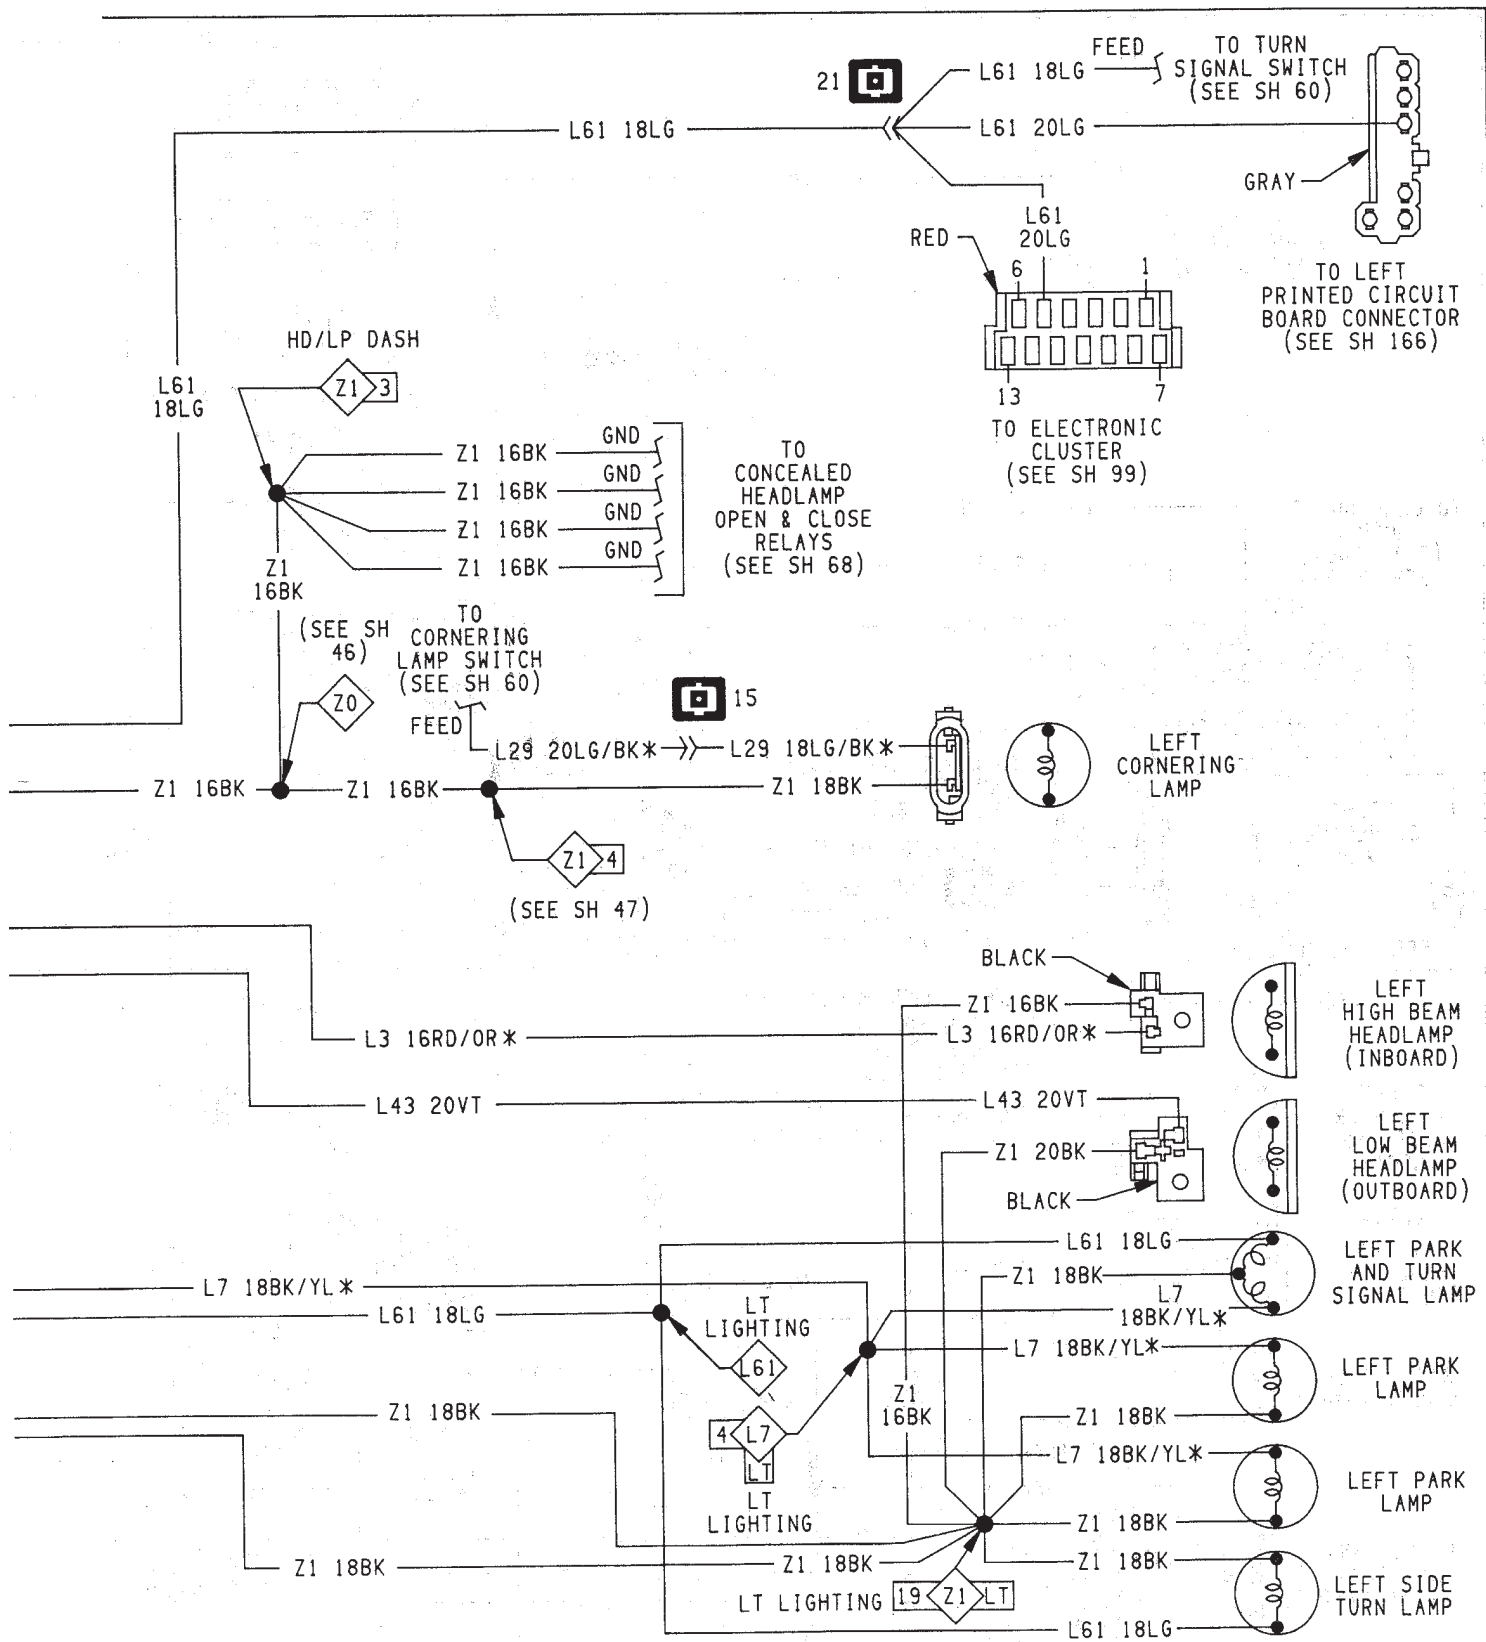 FEED
TO TURN
SIGNAL SWITCH
(SEE SH 60)
21
L61 18LG
L61 18LG
L61 20LG
GRAY
L61
20LG
RED
6
1
13
7
TO LEFT
PRINTED CIRCUIT
BOARD CONNECTOR
(SEE SH 166)
TO ELECTRONIC
CLUSTER
(SEE SH 99)
HD/LP DASH
Z1 3
L61
18LG
Z1 16BK GND
Z1 16BK GND
Z1 16BK GND
Z1 16BK GND
TO
CONCEALED
HEADLAMP
OPEN & CLOSE
RELAYS
(SEE SH 68)
Z1
16BK
(SEE SH
46)
Z0
TO
CORNERING
LAMP SWITCH
(SEE SH 60)
FEED
15
L29 20LG/BK*
L29 18LG/BK*
Z1 16BK
Z1 16BK
Z1 18BK
LEFT
CORNERING
LAMP
Z1 4
(SEE SH 47)
BLACK
Z1 16BK
L3 16RD/OR*
L3 16RD/OR*
LEFT
HIGH BEAM
HEADLAMP
(INBOARD)
L43 20VT
L43 20VT
Z1 20BK
BLACK
LEFT
LOW BEAM
HEADLAMP
(OUTBOARD)
L61 18LG
Z1 18BK
L7
18BK/YL*
LEFT PARK
AND TURN
SIGNAL LAMP
L7 18BK/YL*
L61 18LG
LT
LIGHTING
L61
L7 18BK/YL*
LEFT PARK
LAMP
Z1
16BK
Z1 18BK
Z1 18BK
4 L7
LT
LT
LIGHTING
L7 18BK/YL*
LEFT PARK
LAMP
Z1 18BK
Z1 18BK
Z1 18BK
Z1 18BK
LT LIGHTING
19 Z1 LT
LEFT SIDE
TURN LAMP
L61 18LG